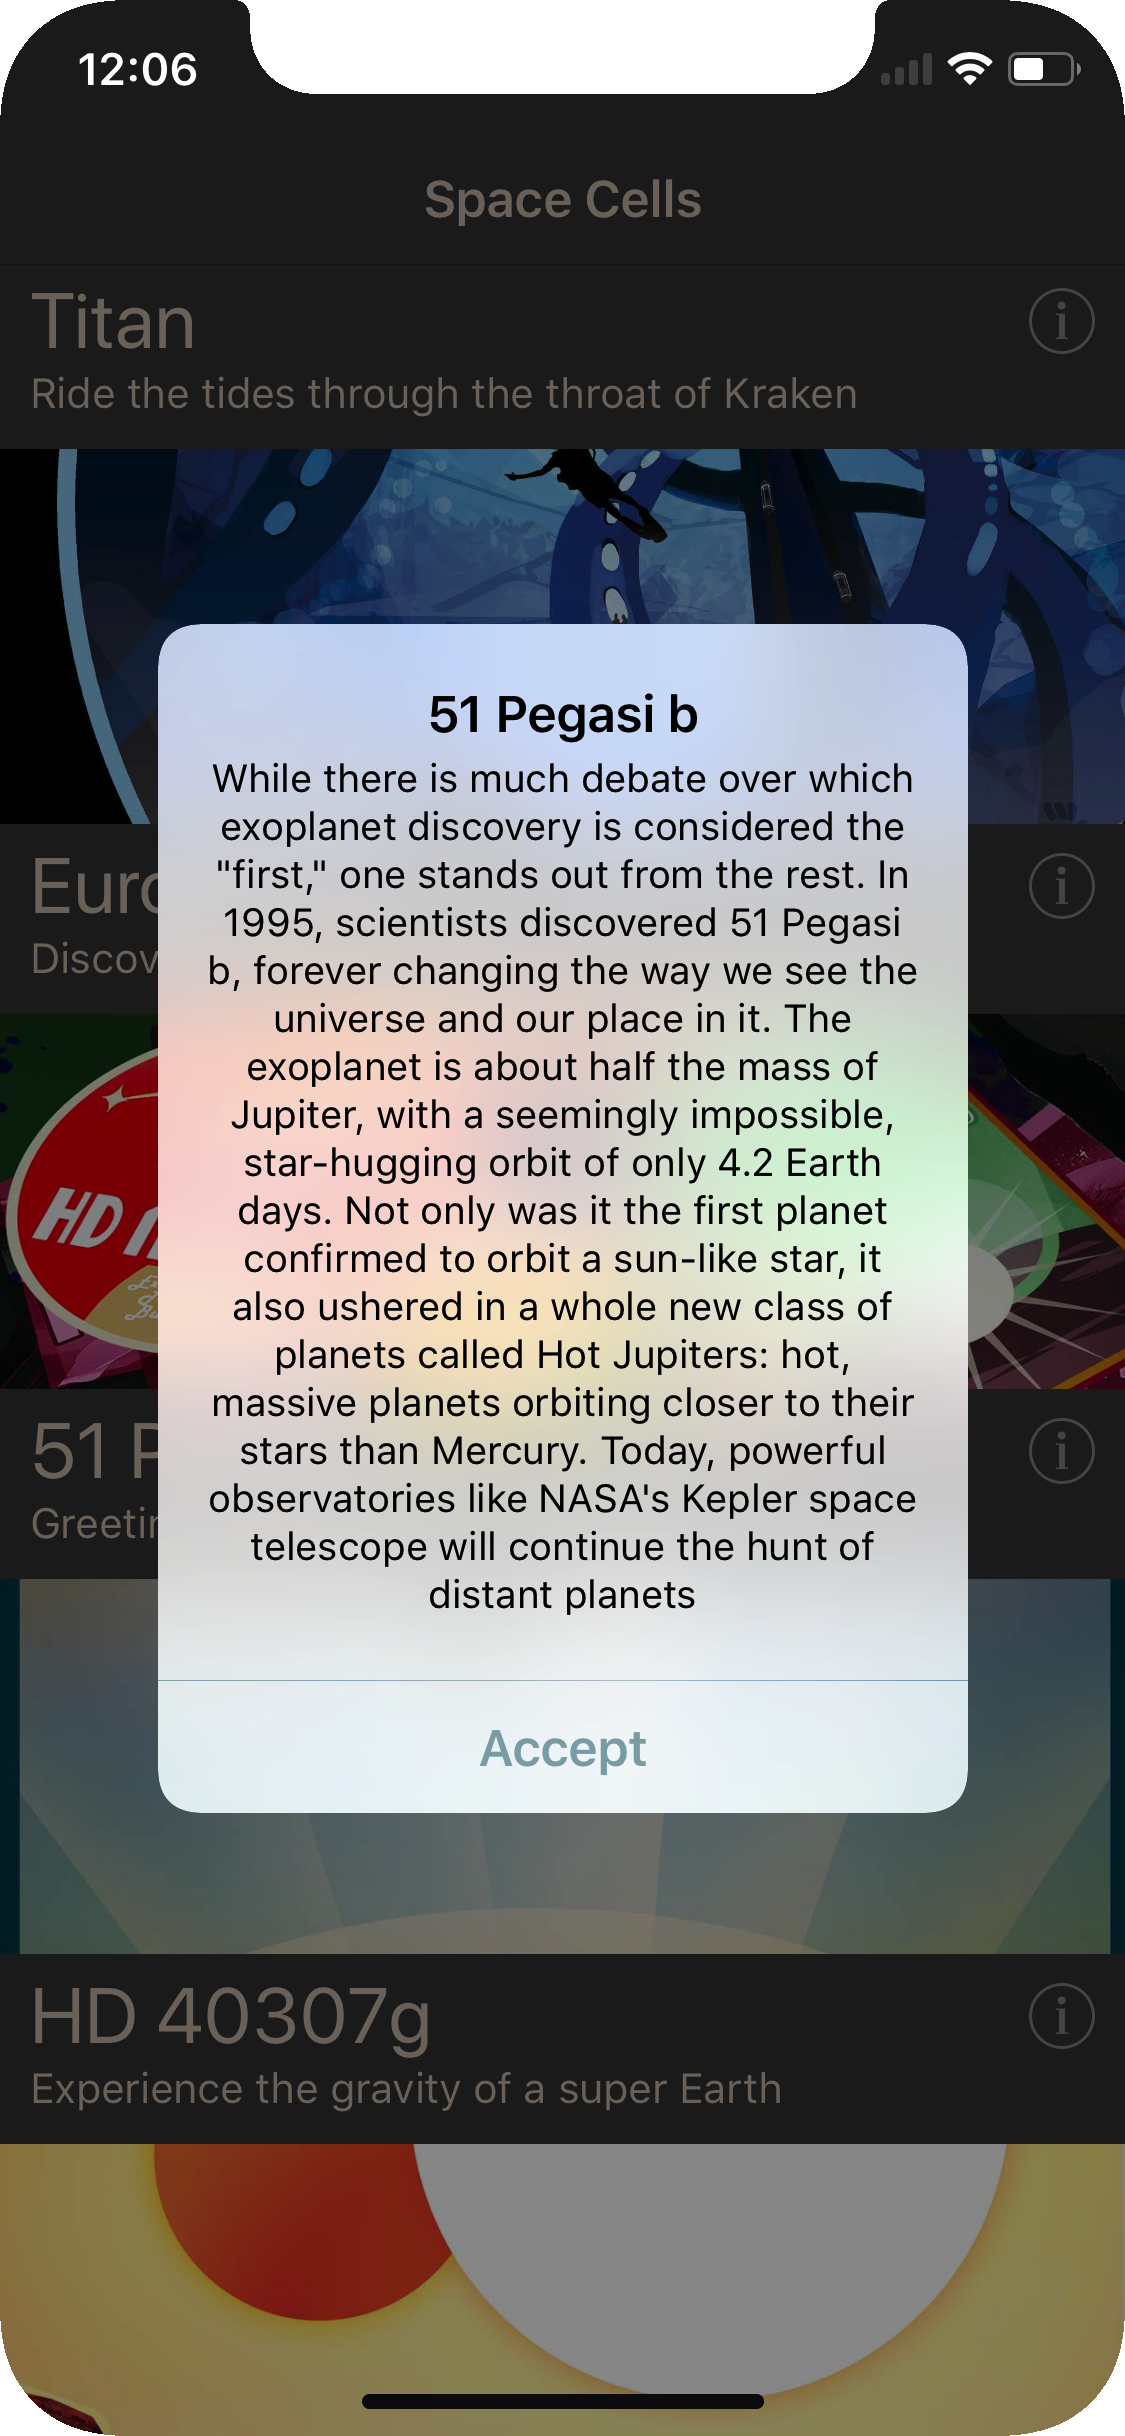 12:06
Space Cells
Titan
Ride the tides through the throat of Kraken
51 Pegasi b
While there is much debate over which
exoplanet discovery is considered the
"first," one stands out from the rest. In
1995, scientists discovered 51 Pegasi
b, forever changing the way we see the
universe and our place in it. The
exoplanet is about half the mass of
Jupiter, with a seemingly impossible,
star-hugging orbit of only 4.2 Earth
days. Not only was it the first planet
confirmed to orbit a sun-like star, it
also ushered in a whole new class of
planets called Hot Jupiters: hot,
massive planets orbiting closer to their
stars than Mercury. Today, powerful
observatories like NASA's Kepler space
telescope will continue the hunt of
distant planets
Accept
51
HD
HD 40307g
Experience the gravity of a super Earth